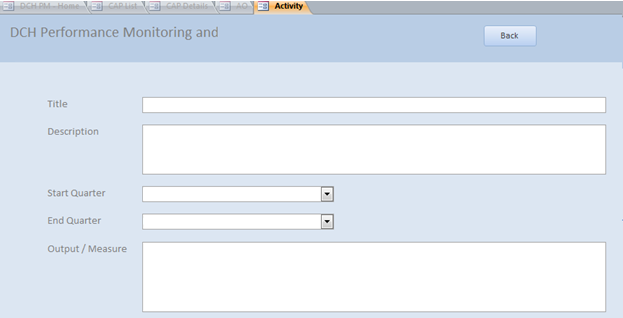 DCH PM - Home CAP List CAP Details AO Activity
DCH Performance Monitoring and
Back
Title
Description
Start Quarter
End Quarter
Output / Measure